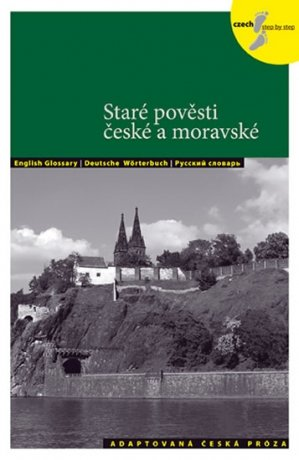 czech
step by step
Staré pověsti
české a moravské
English Glossary | Deutsche Wörterbuch | Русский словарь
ADAPTOVANÁ ČESKÁ PRÓZA